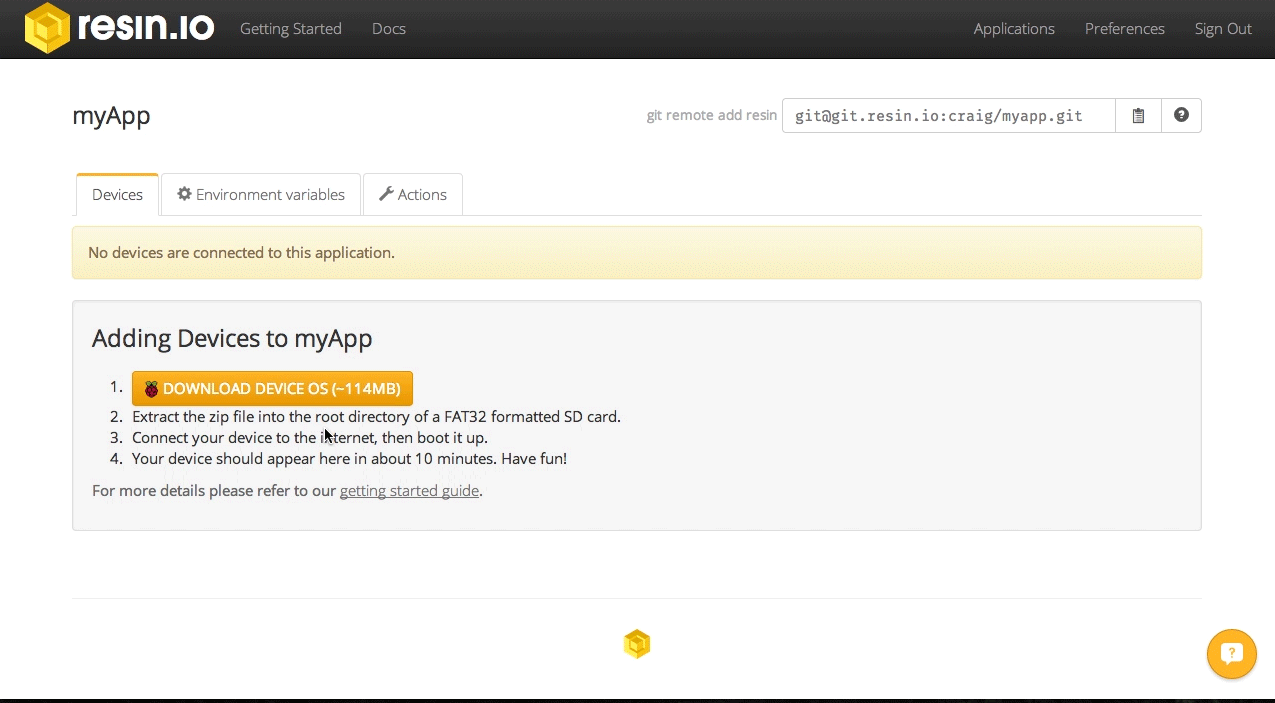 resin.io Getting Started Docs Applications Preferences Sign Out
myApp git remote add resin git@git.resin.io:craig/myapp.git
Devices Environment variables Actions
No devices are connected to this application.
Adding Devices to myApp
1. DOWNLOAD DEVICE OS (~114MB)
2. Extract the zip file into the root directory of a FAT32 formatted SD card.
3. Connect your device to the internet, then boot it up.
4. Your device should appear here in about 10 minutes. Have fun!
For more details please refer to our getting started guide.